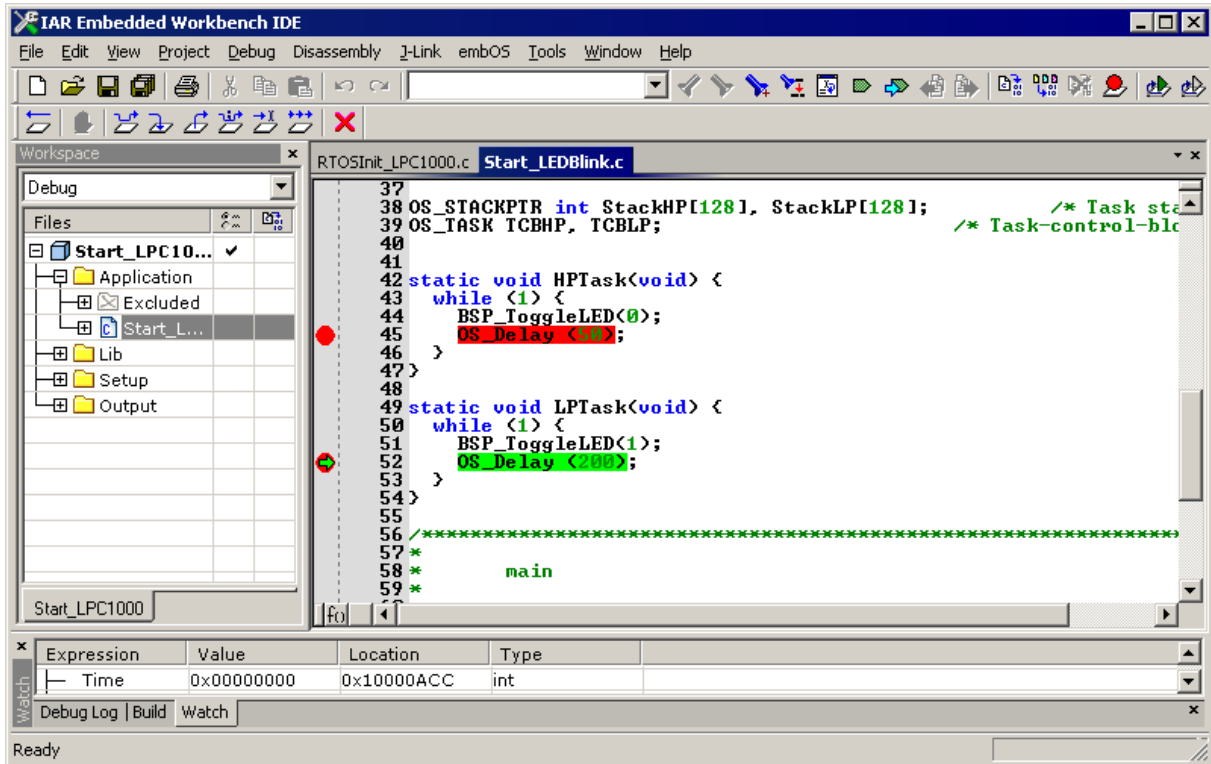 IAR Embedded Workbench IDE
File Edit View Project Debug Disassembly J-Link embOS Tools Window Help
Workspace
RTOSInit_LPC1000.c Start_LEDBlink.c
Debug
Files
Start_LPC10...
Application
Excluded
Start_L...
Lib
Setup
Output
Start_LPC1000
37
38 OS_STACKPTR int StackHP[128], StackLP[128]; /* Task sta
39 OS_TASK TCBHP, TCBLP; /* Task-control-blo
40
41
42 static void HPTask(void) {
43 while (1) {
44 BSP_ToggleLED(0);
45 OS_Delay (50);
46 }
47 }
48
49 static void LPTask(void) {
50 while (1) {
51 BSP_ToggleLED(1);
52 OS_Delay (200);
53 }
54 }
55
56 /**********************************************************************
57 *
58 * main
59 *
Expression Value Location Type
Time 0x00000000 0x10000ACC int
Watch
Debug Log | Build Watch
Ready